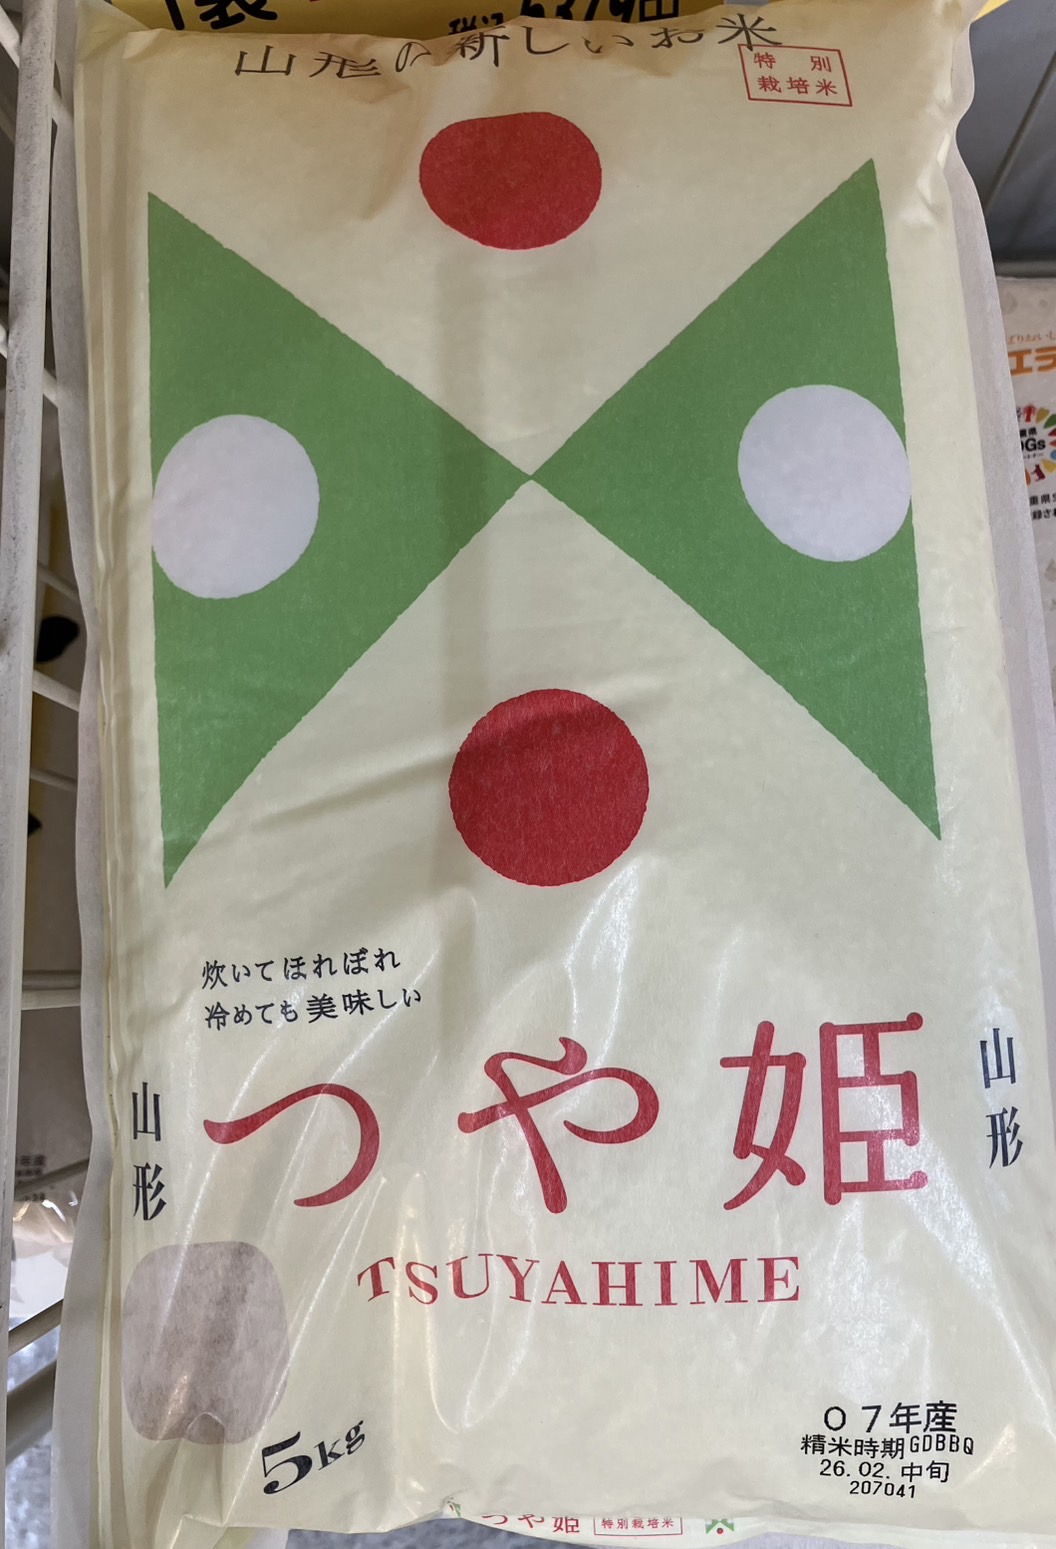 山形の新しいお米
特別
栽培米
炊いてほれぼれ
冷めても美味しい
つや姫
山形
山形
TSUYAHIME
5kg
07年産
精米時期GDBBQ
26.02.中旬
207041
つや姫 特別栽培米